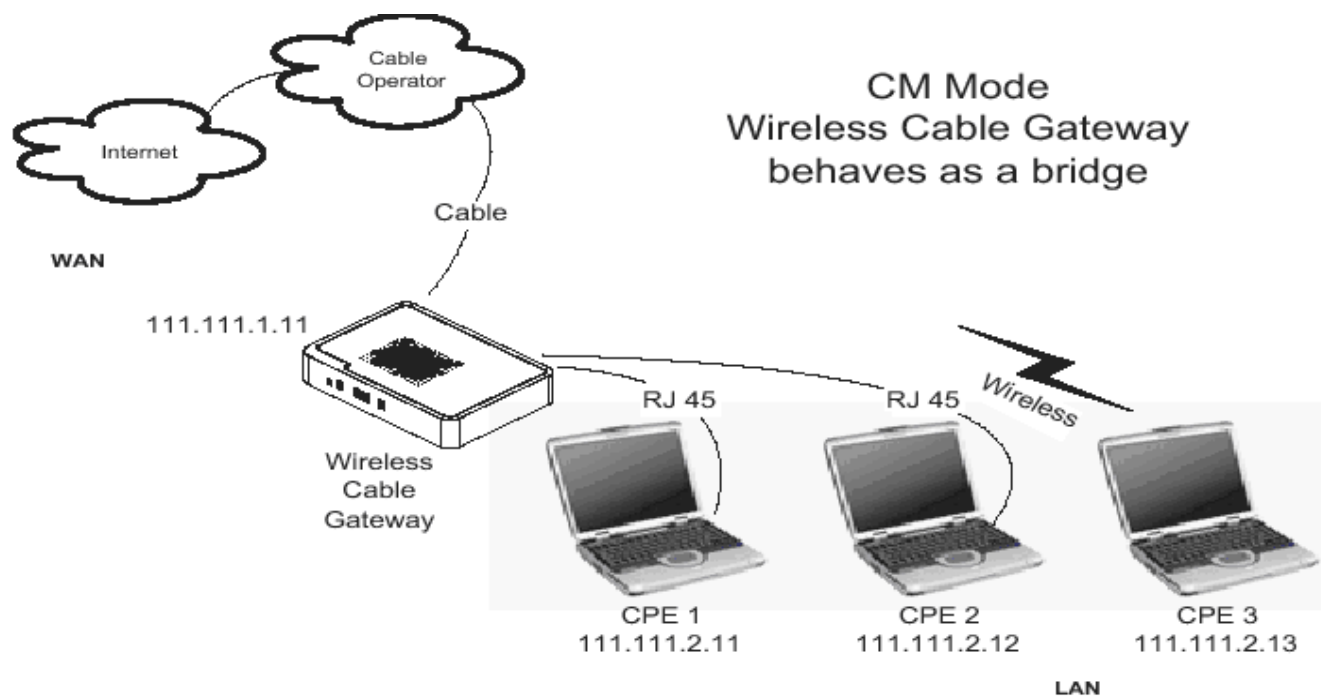 Cable
Operator
Internet
CM Mode
Wireless Cable Gateway
behaves as a bridge
Cable
WAN
111.111.1.11
RJ 45
RJ 45
Wireless
Wireless
Cable
Gateway
CPE 1
111.111.2.11
CPE 2
111.111.2.12
CPE 3
111.111.2.13
LAN